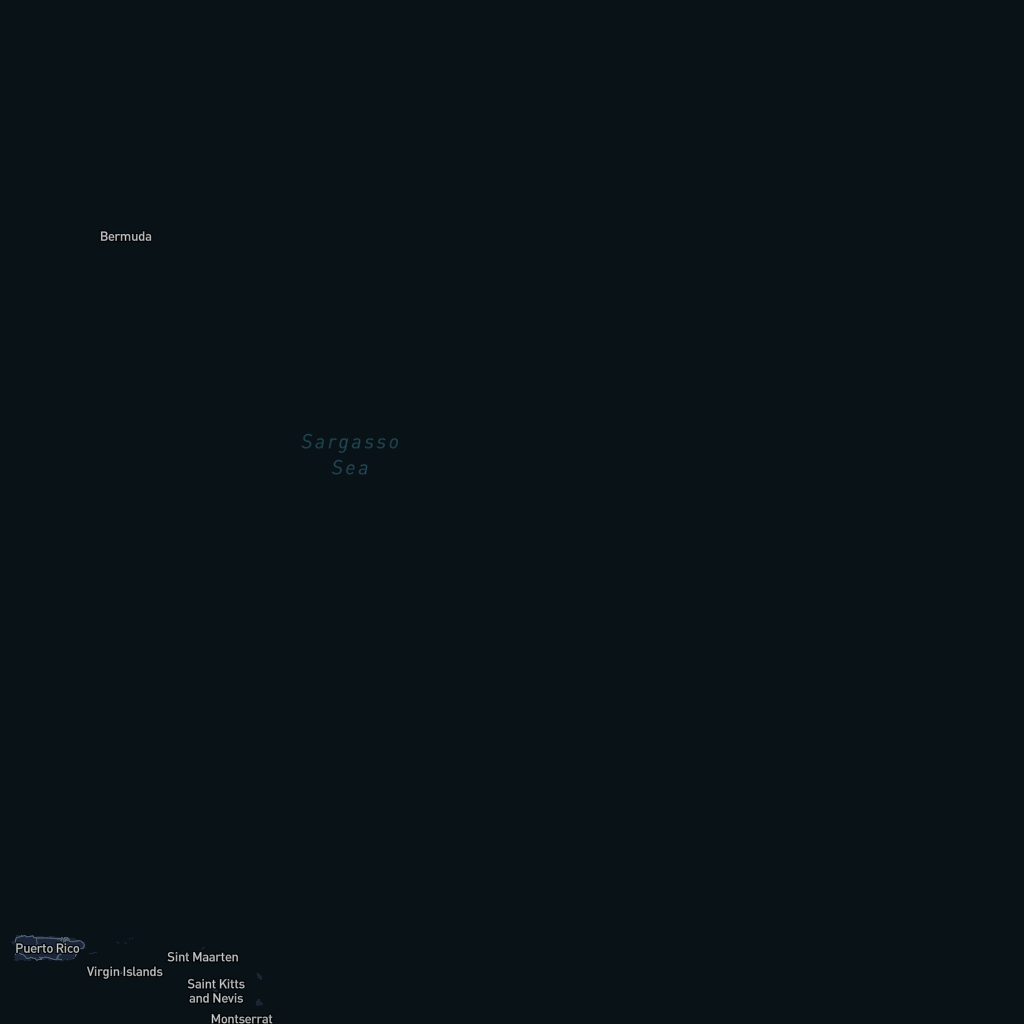 Bermuda
Sargasso
Sea
Puerto Rico
Sint Maarten
Virgin Islands
Saint Kitts
and Nevis
Montserrat